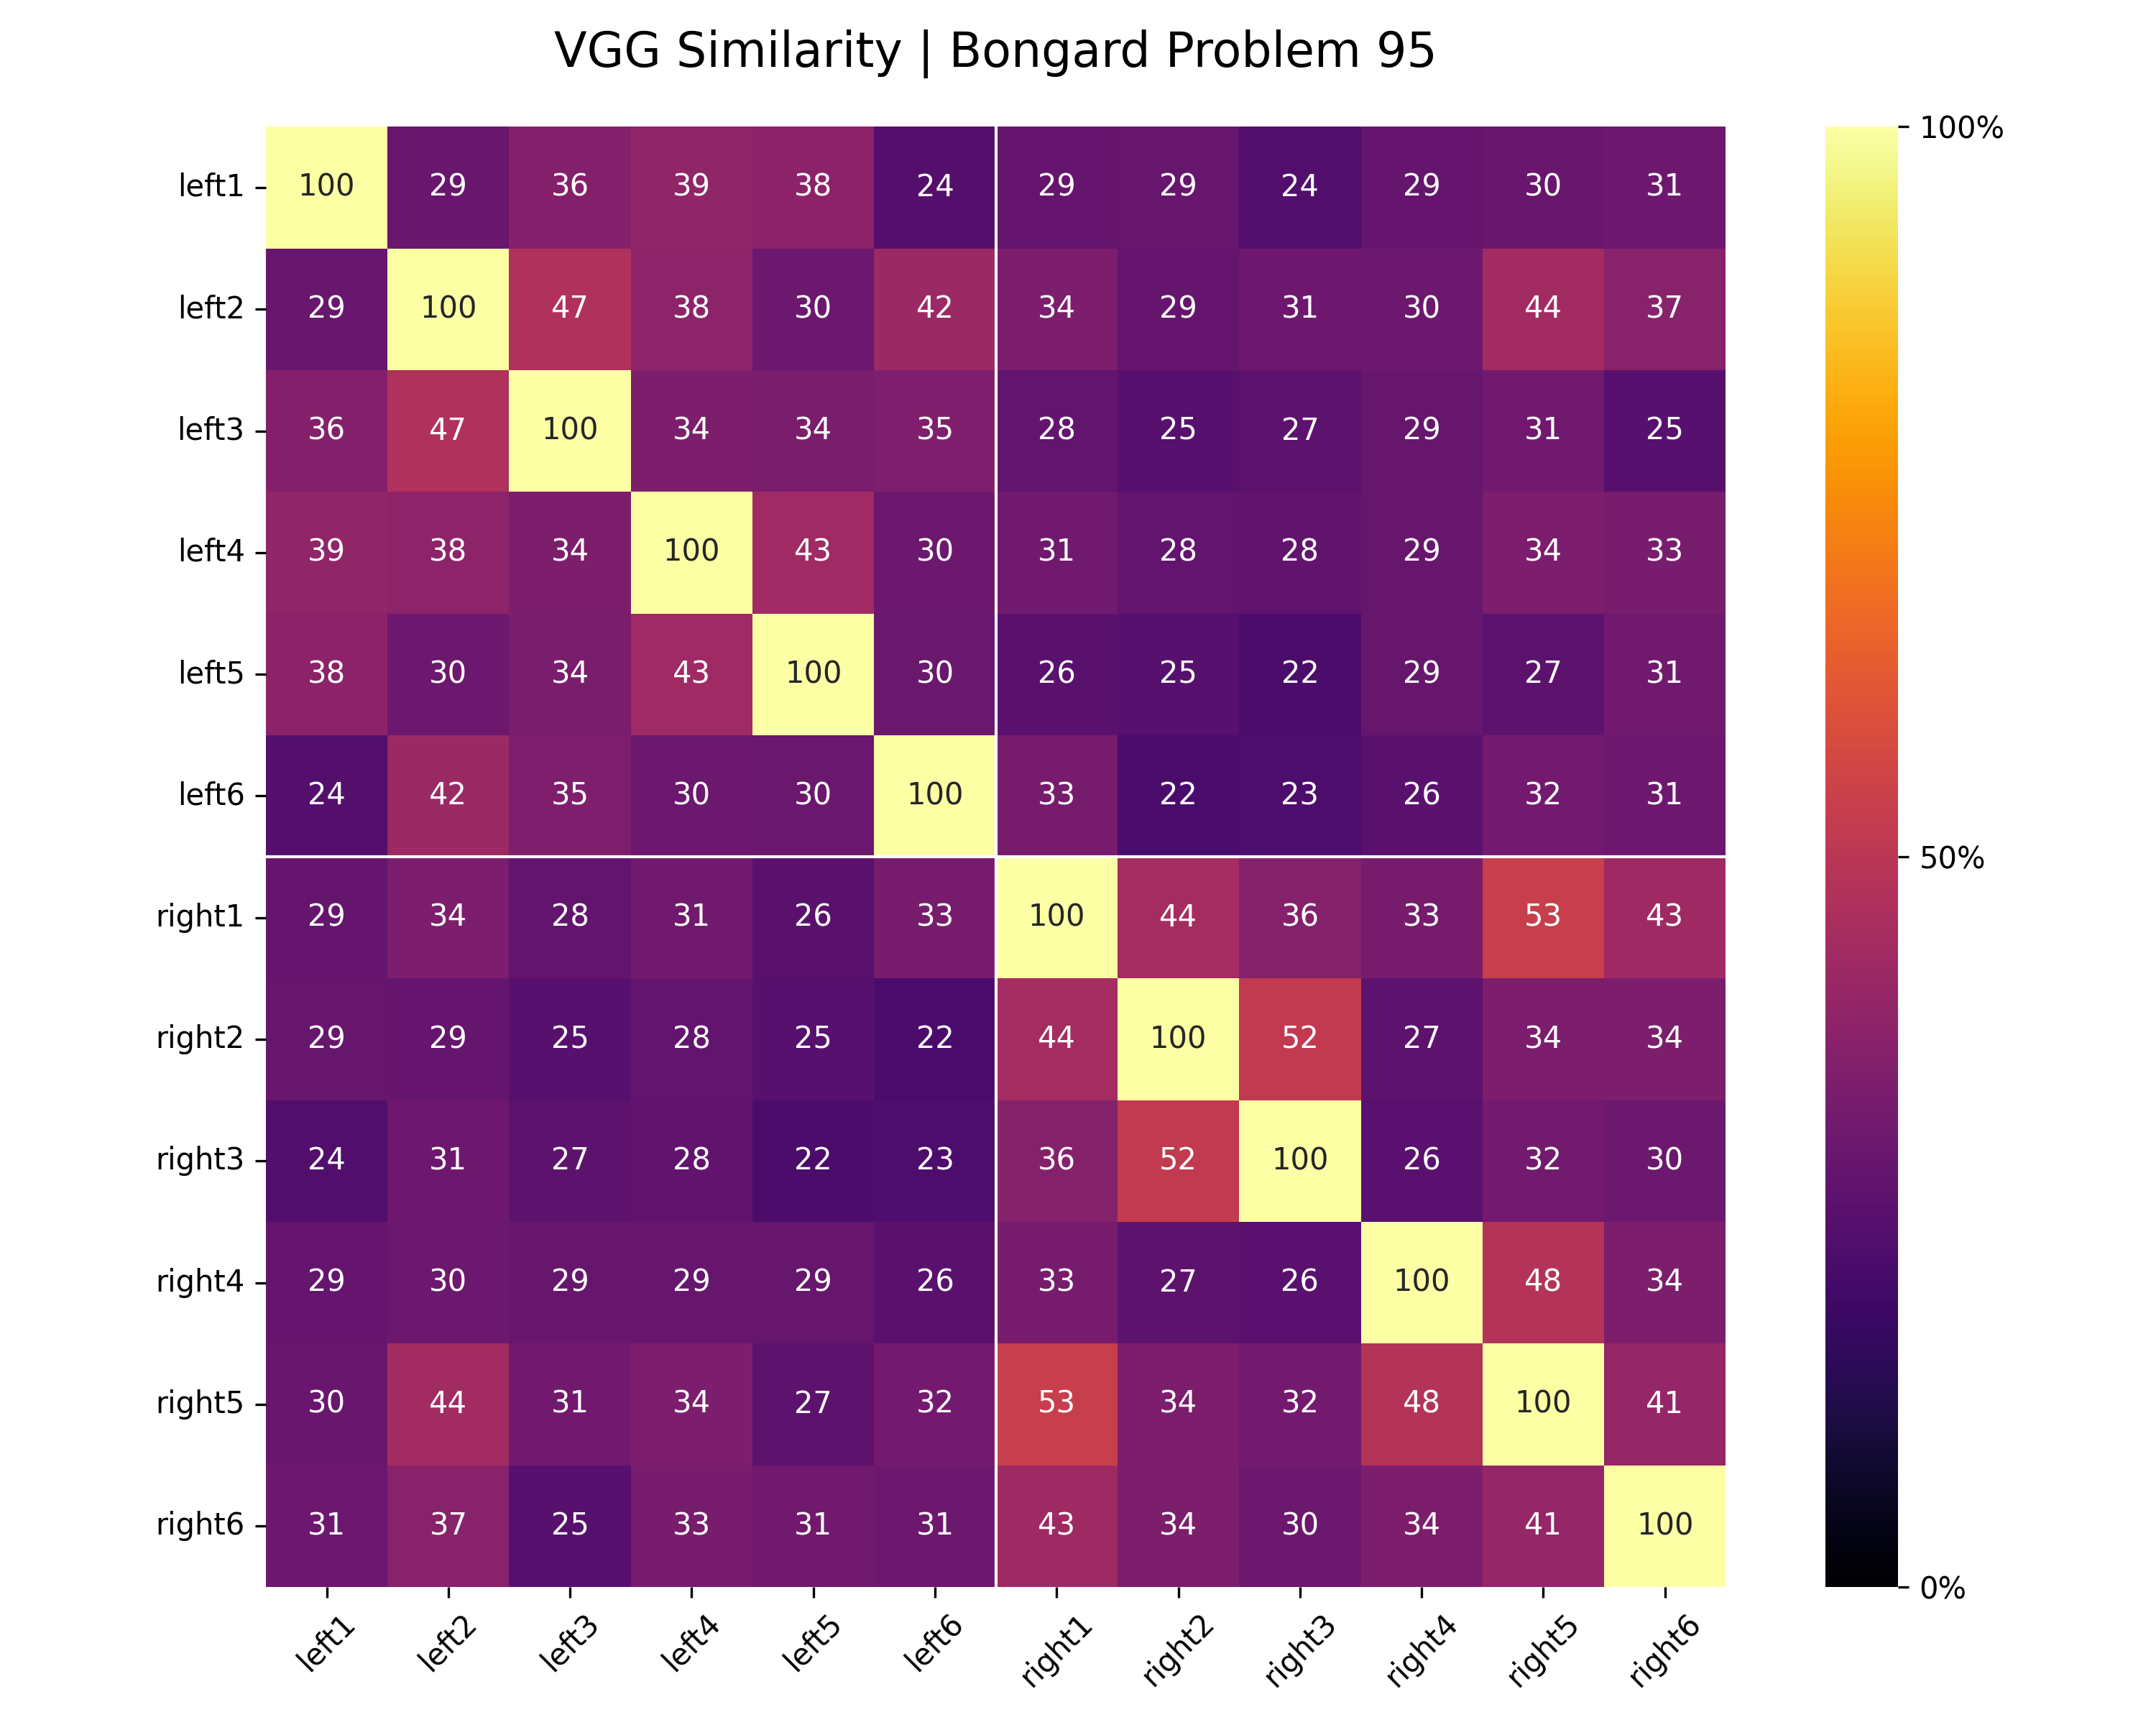 VGG Similarity | Bongard Problem 95
left1 100 29 36 39 38 24 29 29 24 29 30 31
left2 29 100 47 38 30 42 34 29 31 30 44 37
left3 36 47 100 34 34 35 28 25 27 29 31 25
left4 39 38 34 100 43 30 31 28 28 29 34 33
left5 38 30 34 43 100 30 26 25 22 29 27 31
left6 24 42 35 30 30 100 33 22 23 26 32 31
right1 29 34 28 31 26 33 100 44 36 33 53 43
right2 29 29 25 28 25 22 44 100 52 27 34 34
right3 24 31 27 28 22 23 36 52 100 26 32 30
right4 29 30 29 29 29 26 33 27 26 100 48 34
right5 30 44 31 34 27 32 53 34 32 48 100 41
right6 31 37 25 33 31 31 43 34 30 34 41 100
left1 left2 left3 left4 left5 left6 right1 right2 right3 right4 right5 right6
100%
50%
0%